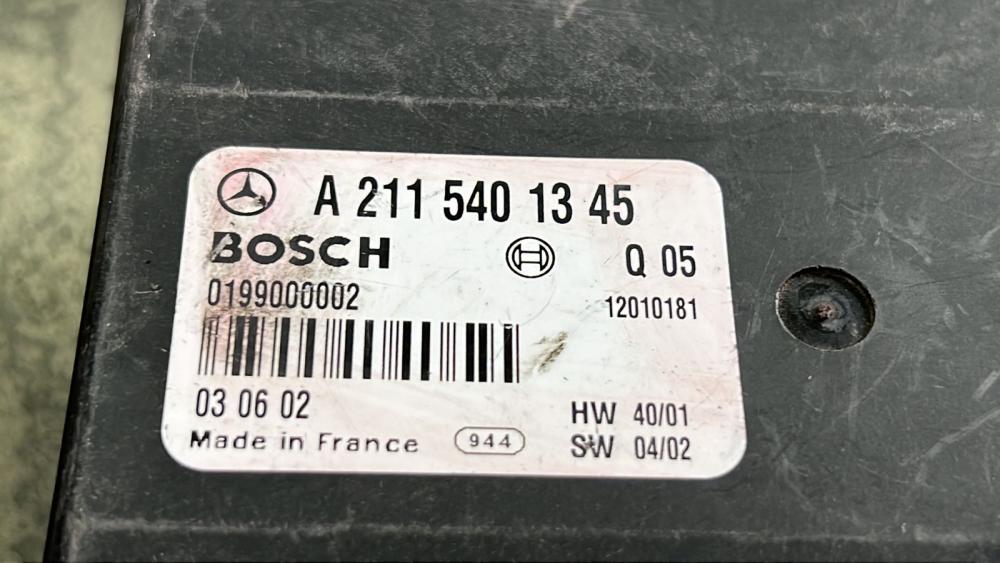 A 211 540 13 45
BOSCH
Q 05
0199000002
12010181
03 06 02
HW 40/01
Made in France
944
SW 04/02